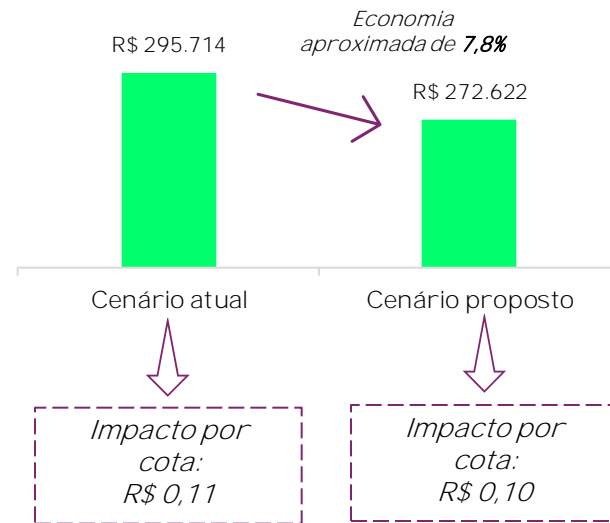 Economia
aproximada de 7,8%
R$ 295.714
R$ 272.622
Cenário atual
Cenário proposto
Impacto por
cota:
R$ 0,11
Impacto por
cota:
R$ 0,10